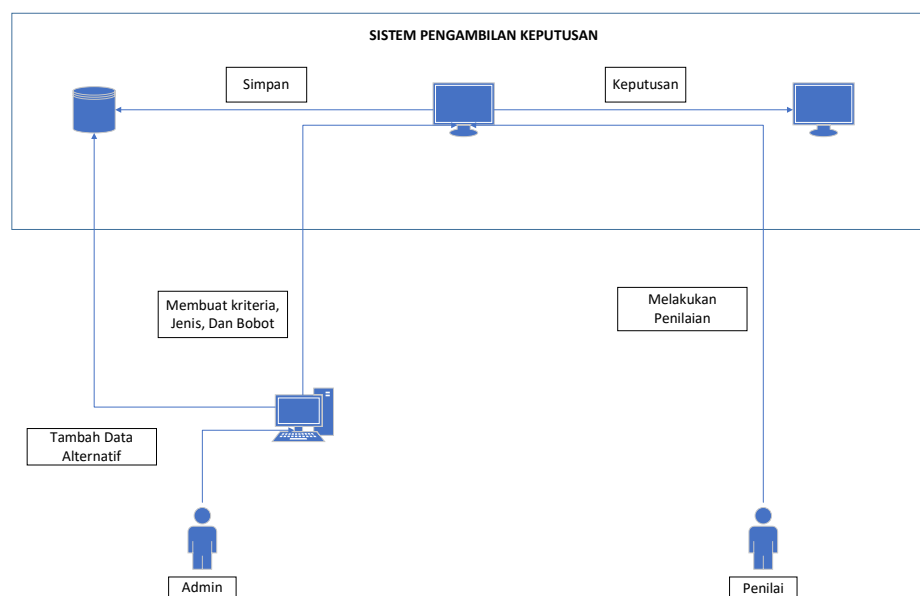 SISTEM PENGAMBILAN KEPUTUSAN
Simpan
Keputusan
Membuat kriteria,
Jenis, Dan Bobot
Melakukan
Penilaian
Tambah Data
Alternatif
Admin
Penilai